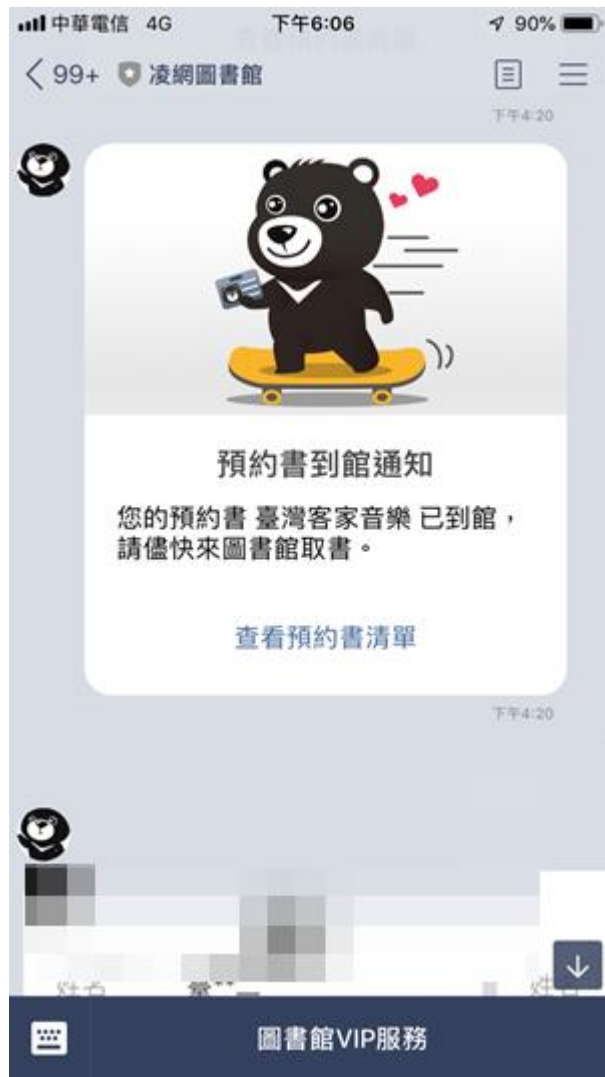 中華電信 4G 下午6:06 90%
99+ 凌網圖書館
下午4:20
預約書到館通知
您的預約書 臺灣客家音樂 已到館，
請儘快來圖書館取書。
查看預約書清單
下午4:20
姓名
圖書館VIP服務